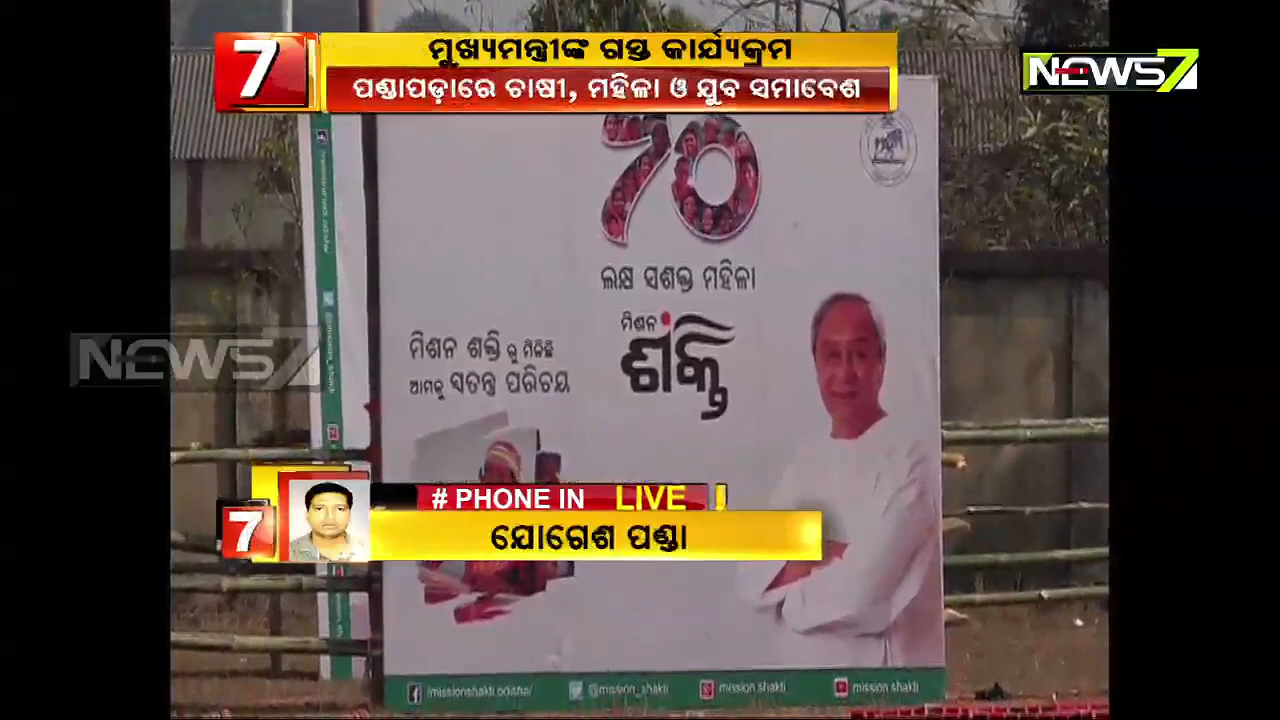 7
ମୁଖ୍ୟମନ୍ତ୍ରୀଙ୍କ ଗସ୍ତ କାର୍ଯ୍ୟକ୍ରମ
ପଣ୍ଡାପଡ଼ାରେ ଚାଷୀ, ମହିଳା ଓ ଯୁବ ସମାବେଶ
NEWS7
70
ଲକ୍ଷ ସଶକ୍ତ ମହିଳା
ମିଶନ
ଶକ୍ତି
ମିଶନ ଶକ୍ତି ରୁ ମିଳିଛି
ଆମକୁ ସ୍ୱତନ୍ତ୍ର ପରିଚୟ
NEWS7
# PHONE IN LIVE
7
ଯୋଗେଶ ପଣ୍ଡା
/missionshakti.odisha/ @mission_shakti mission shakti mission shakti